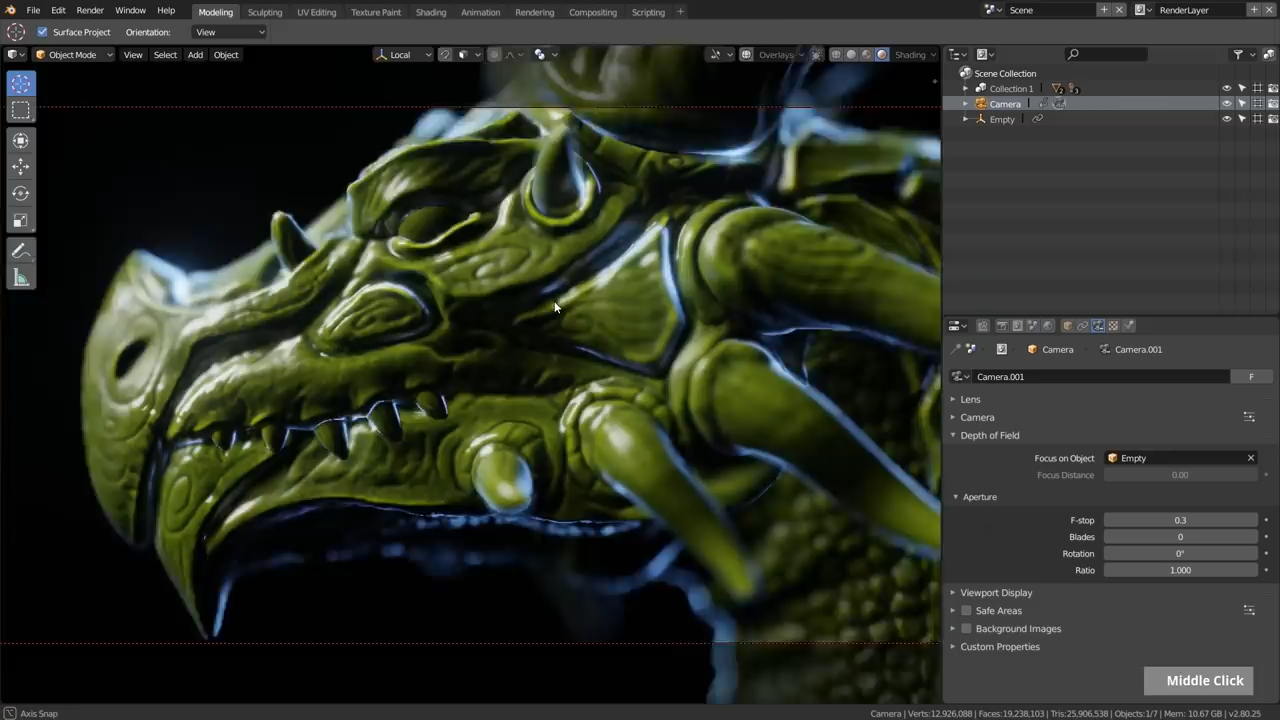 File Edit Render Window Help Modeling Sculpting UV Editing Texture Paint Shading Animation Rendering Compositing Scripting + Scene RenderLayer
Surface Project Orientation: View
Object Mode View Select Add Object Local Overlays Shading
Scene Collection
Collection 1
Camera
Empty
Camera Camera.001
Camera.001 F
Lens
Camera
Depth of Field
Focus on Object Empty
Focus Distance 0.00
Aperture
F-stop 0.3
Blades 0
Rotation 0°
Ratio 1.000
Viewport Display
Safe Areas
Background Images
Custom Properties
Middle Click
Axis Snap Camera | Verts:12,926,088 | Faces:19,238,103 | Tris:25,906,538 | Objects:1/7 | Mem: 10.67 GB | v2.80.25